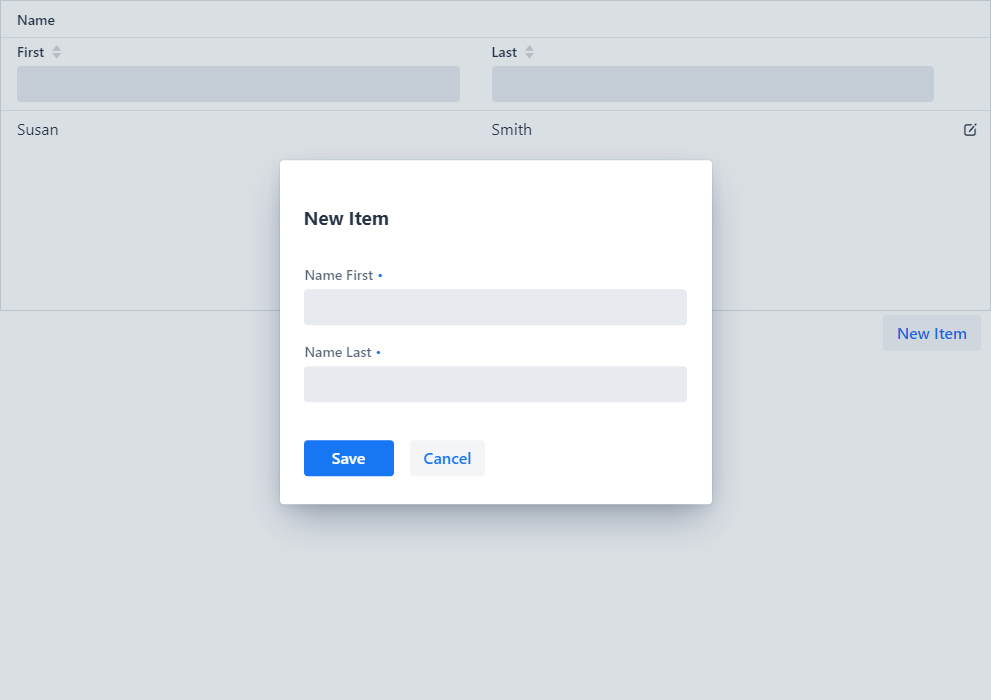 Name
First Last
Susan Smith
New Item
Name First •
Name Last •
Save Cancel
New Item